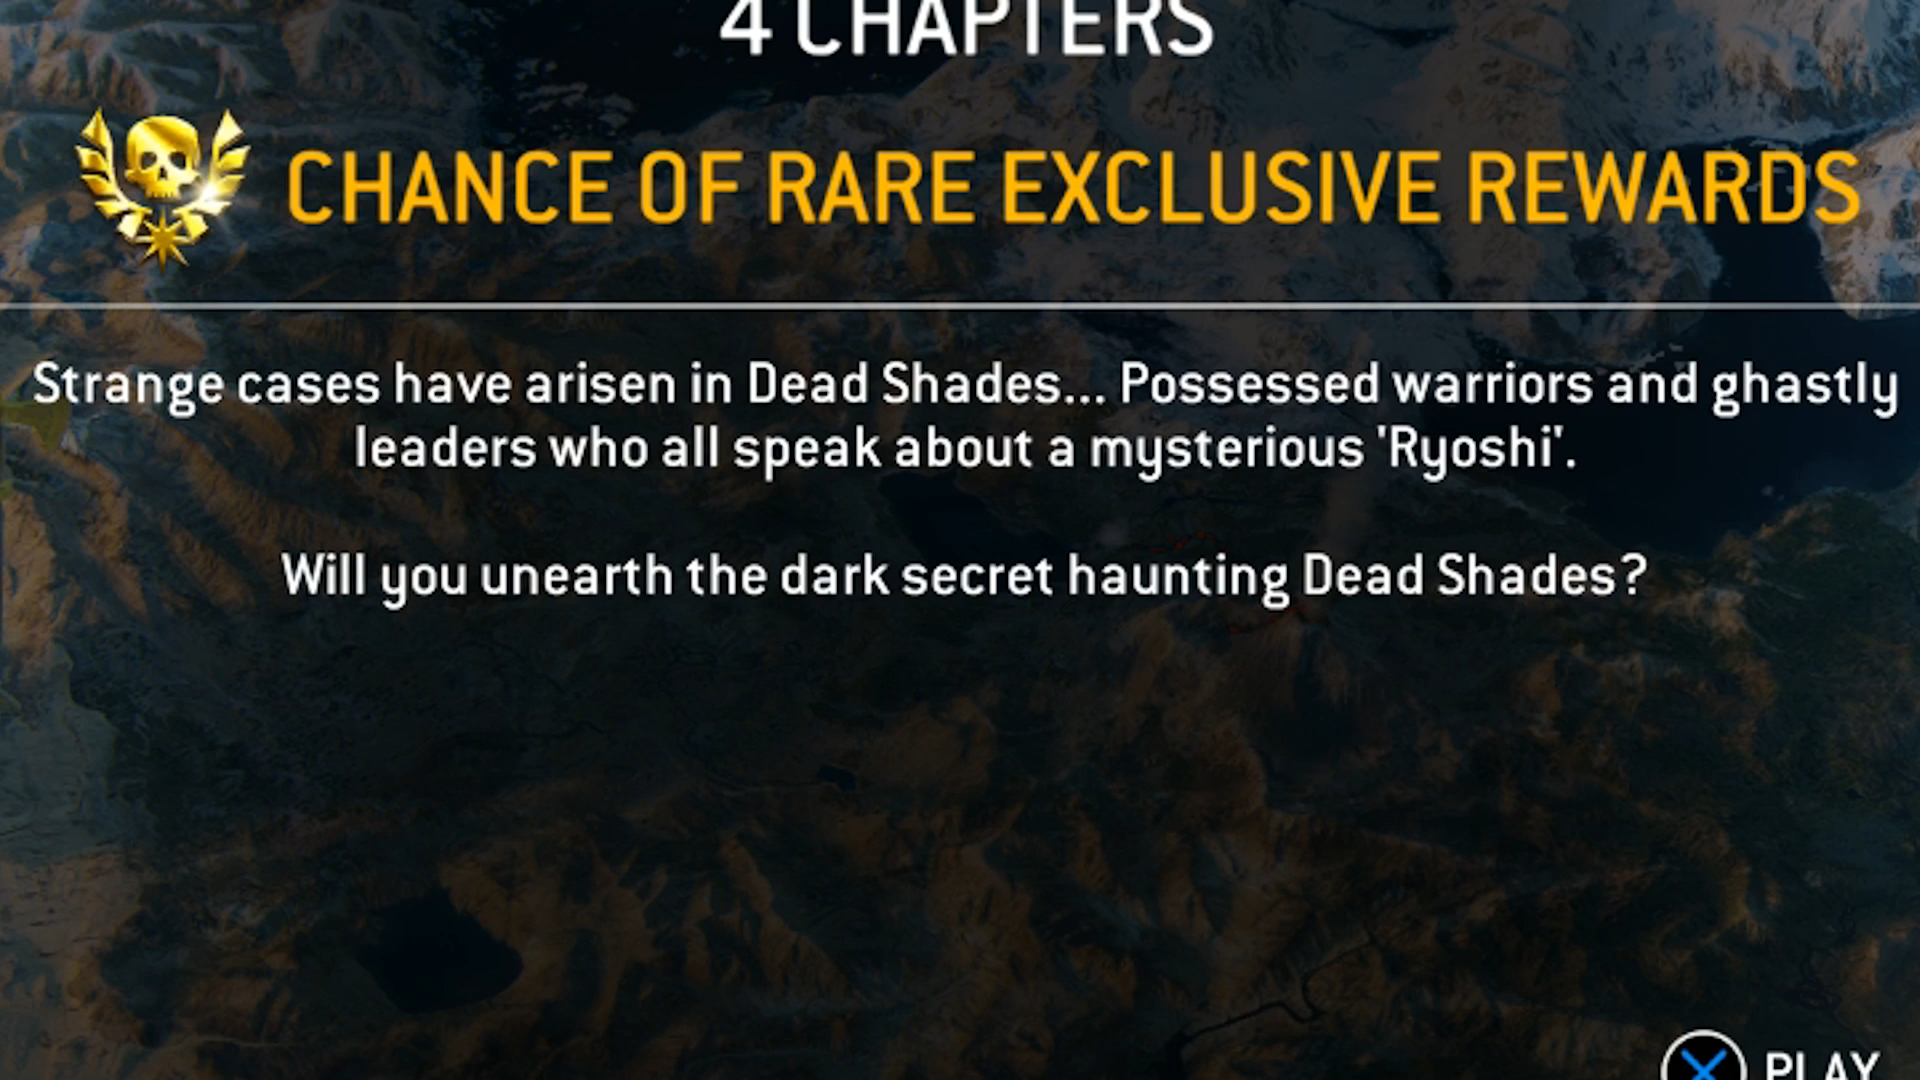 4 CHAPTERS
CHANCE OF RARE EXCLUSIVE REWARDS
Strange cases have arisen in Dead Shades... Possessed warriors and ghastly
leaders who all speak about a mysterious 'Ryoshi'.
Will you unearth the dark secret haunting Dead Shades?
PLAY